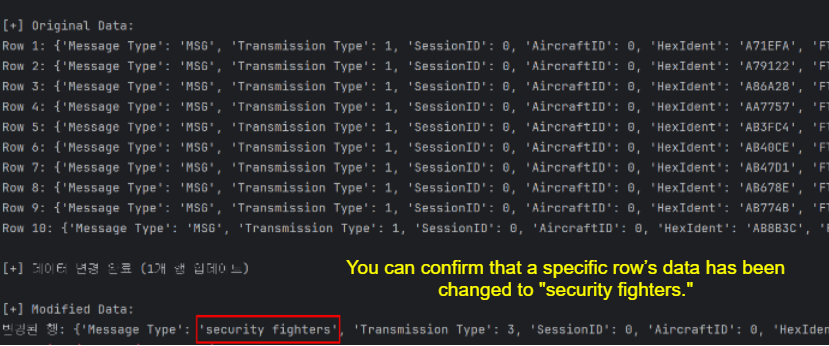 [+] Original Data:
Row 1: {'Message Type': 'MSG', 'Transmission Type': 1, 'SessionID': 0, 'AircraftID': 0, 'HexIdent': 'A71EFA', 'F
Row 2: {'Message Type': 'MSG', 'Transmission Type': 1, 'SessionID': 0, 'AircraftID': 0, 'HexIdent': 'A79122', 'F
Row 3: {'Message Type': 'MSG', 'Transmission Type': 1, 'SessionID': 0, 'AircraftID': 0, 'HexIdent': 'A86A28', 'F
Row 4: {'Message Type': 'MSG', 'Transmission Type': 1, 'SessionID': 0, 'AircraftID': 0, 'HexIdent': 'AA7757', 'F
Row 5: {'Message Type': 'MSG', 'Transmission Type': 1, 'SessionID': 0, 'AircraftID': 0, 'HexIdent': 'AB3FC4', 'F
Row 6: {'Message Type': 'MSG', 'Transmission Type': 1, 'SessionID': 0, 'AircraftID': 0, 'HexIdent': 'AB40CE', 'F
Row 7: {'Message Type': 'MSG', 'Transmission Type': 1, 'SessionID': 0, 'AircraftID': 0, 'HexIdent': 'AB47D1', 'F
Row 8: {'Message Type': 'MSG', 'Transmission Type': 1, 'SessionID': 0, 'AircraftID': 0, 'HexIdent': 'AB678E', 'F
Row 9: {'Message Type': 'MSG', 'Transmission Type': 1, 'SessionID': 0, 'AircraftID': 0, 'HexIdent': 'AB774B', 'F
Row 10: {'Message Type': 'MSG', 'Transmission Type': 1, 'SessionID': 0, 'AircraftID': 0, 'HexIdent': 'AB8B3C', '
[+] 데이터 변경 완료 (1개 행 업데이트)
You can confirm that a specific row's data has been
changed to "security fighters."
[+] Modified Data:
변경된 행: {'Message Type': 'security fighters', 'Transmission Type': 3, 'SessionID': 0, 'AircraftID': 0, 'HexIden